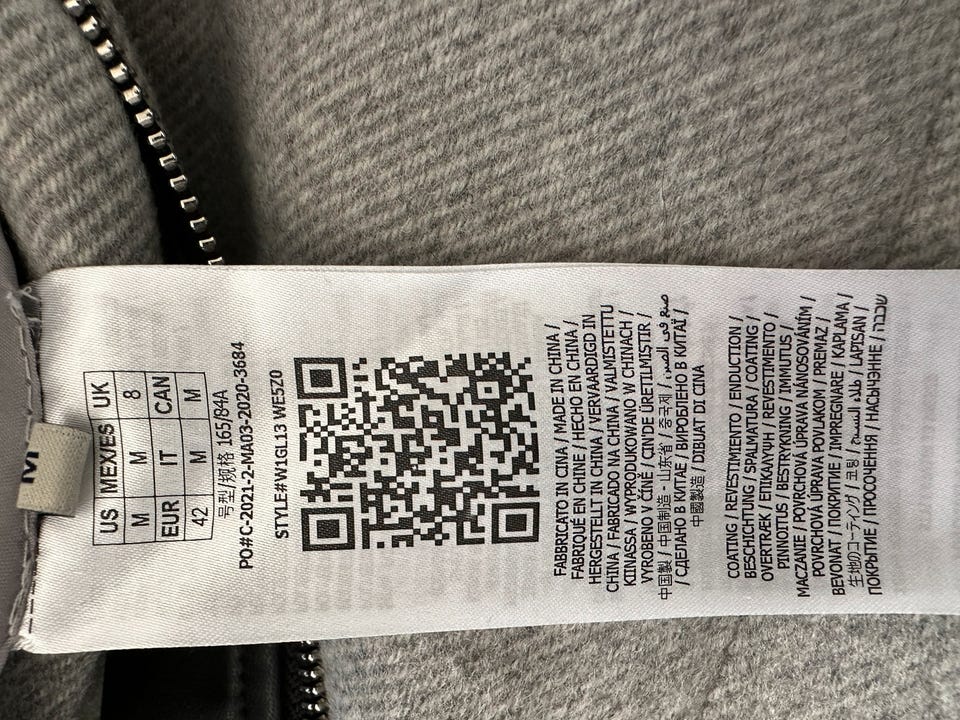 M
US MEX/ES UK
M M 8
EUR IT CAN
42 M M
号型/规格 165/84A
PO#C-2021-2-MA03-2020-3684
STYLE#W1GL13 WE5Z0
FABBRICATO IN CINA / MADE IN CHINA /
FABRIQUÉ EN CHINE / HECHO EN CHINA /
HERGESTELLT IN CHINA / VERVAARDIGD IN
CHINA / FABRICADO NA CHINA / VALMISTETTU
KIINASSA / WYPRODUKOWANO W CHINACH /
VYROBENO V ČÍNĚ / ÇIN'DE ÜRETILMISTIR /
中国製 / 中国制造 · 山东省 / 중국제 / صنع في الصين
/ СДЕЛАНО В КИТАЕ / ВИРОБЛЕНО В КИТАЇ /
中國製造 / DIBUAT DI CINA
COATING / REVESTIMIENTO / ENDUCTION /
BESCHICHTUNG / SPALMATURA / COATING /
OVERTRÆK / ΕΠΙΚΑΛΥΨΗ / REVESTIMENTO /
PINNOITUS / BESTRYKNING / IMMUTUS /
MACZANIE / POVRCHOVÁ ÚPRAVA NÁNOSOVÁNÍM /
POVRCHOVÁ ÚPRAVA POVLAKOM / PREMAZ /
BEVONAT / ПОКРИТИЕ / IMPREGNARE / KAPLAMA /
生地のコーティング / 코팅 / طلاء النسيج / LAPISAN /
ПОКРЫТИЕ / ПРОСОЧЕННЯ / НАСЫЧЭННЕ / שכבה